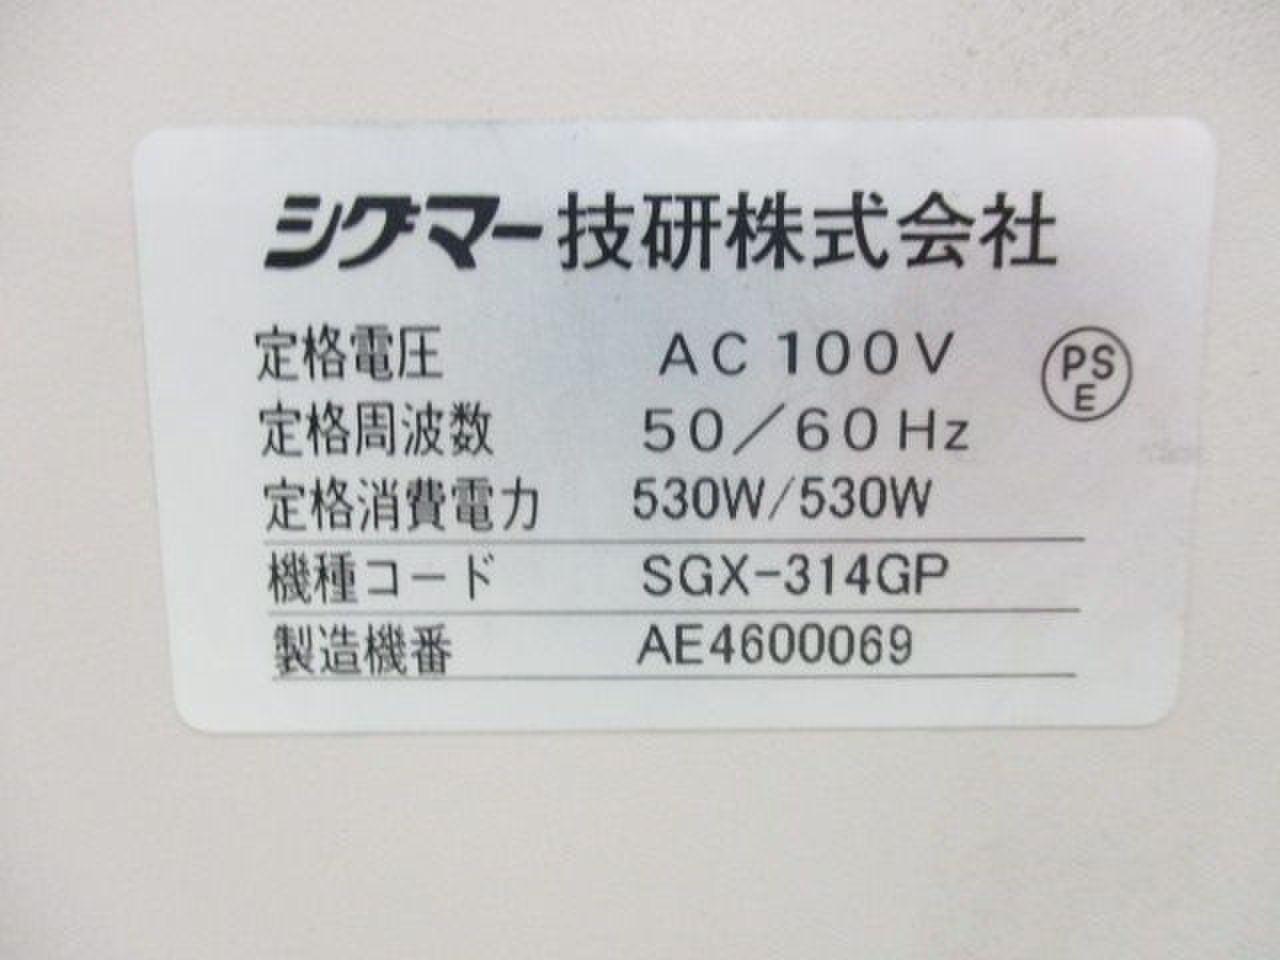 シグマー技研株式会社
定格電圧 AC 100V
定格周波数 50/60Hz
定格消費電力 530W/530W
機種コード SGX-314GP
製造機番 AE4600069
PS
E